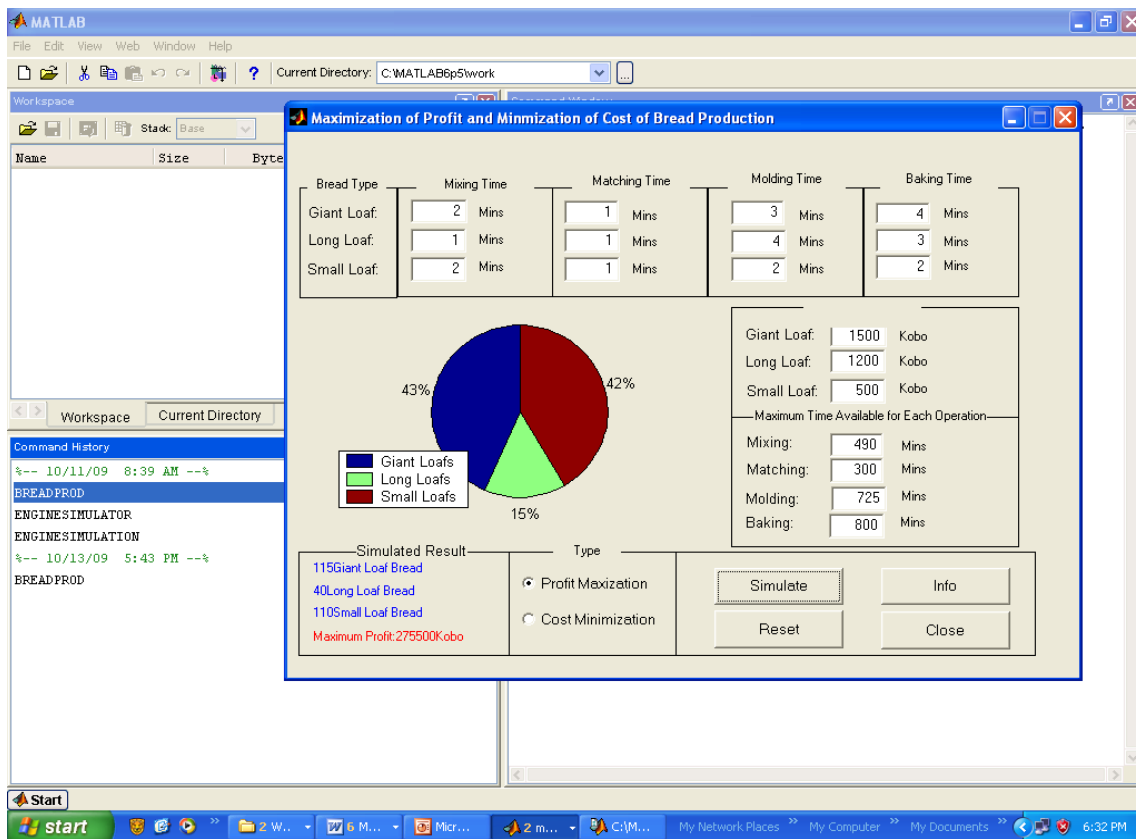 MATLAB
File Edit View Web Window Help
? Current Directory: C:\MATLAB6p5\work ...
Workspace
Stack: Base
Name Size Byte
Workspace Current Directory
Command History
%-- 10/11/09 8:39 AM --%
BREADPROD
ENGINESIMULATOR
ENGINESIMULATION
%-- 10/13/09 5:43 PM --%
BREADPROD
Maximization of Profit and Minmization of Cost of Bread Production
Bread Type Mixing Time Matching Time Molding Time Baking Time
Giant Loaf: 2 Mins 1 Mins 3 Mins 4 Mins
Long Loaf: 1 Mins 1 Mins 4 Mins 3 Mins
Small Loaf: 2 Mins 1 Mins 2 Mins 2 Mins
43%
42%
15%
Giant Loafs
Long Loafs
Small Loafs
Giant Loaf: 1500 Kobo
Long Loaf: 1200 Kobo
Small Loaf: 500 Kobo
Maximum Time Available for Each Operation
Mixing: 490 Mins
Matching: 300 Mins
Molding: 725 Mins
Baking: 800 Mins
Simulated Result
115Giant Loaf Bread
40Long Loaf Bread
110Small Loaf Bread
Maximum Profit:275500Kobo
Type
Profit Maxization
Cost Minimization
Simulate Info
Reset Close
Start
start 2 W... 6 M... Micr... 2 m... C:\M... My Network Places My Computer My Documents 6:32 PM